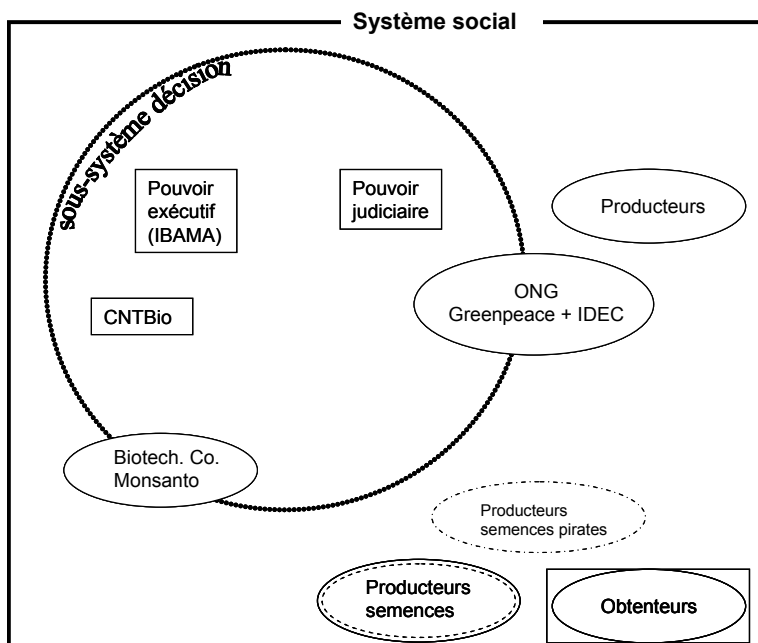 Système social
sous-système décision
Pouvoir
exécutif
(IBAMA)
Pouvoir
judiciaire
Producteurs
ONG
Greenpeace + IDEC
CNTBio
Biotech. Co.
Monsanto
Producteurs
semences pirates
Producteurs
semences
Obtenteurs